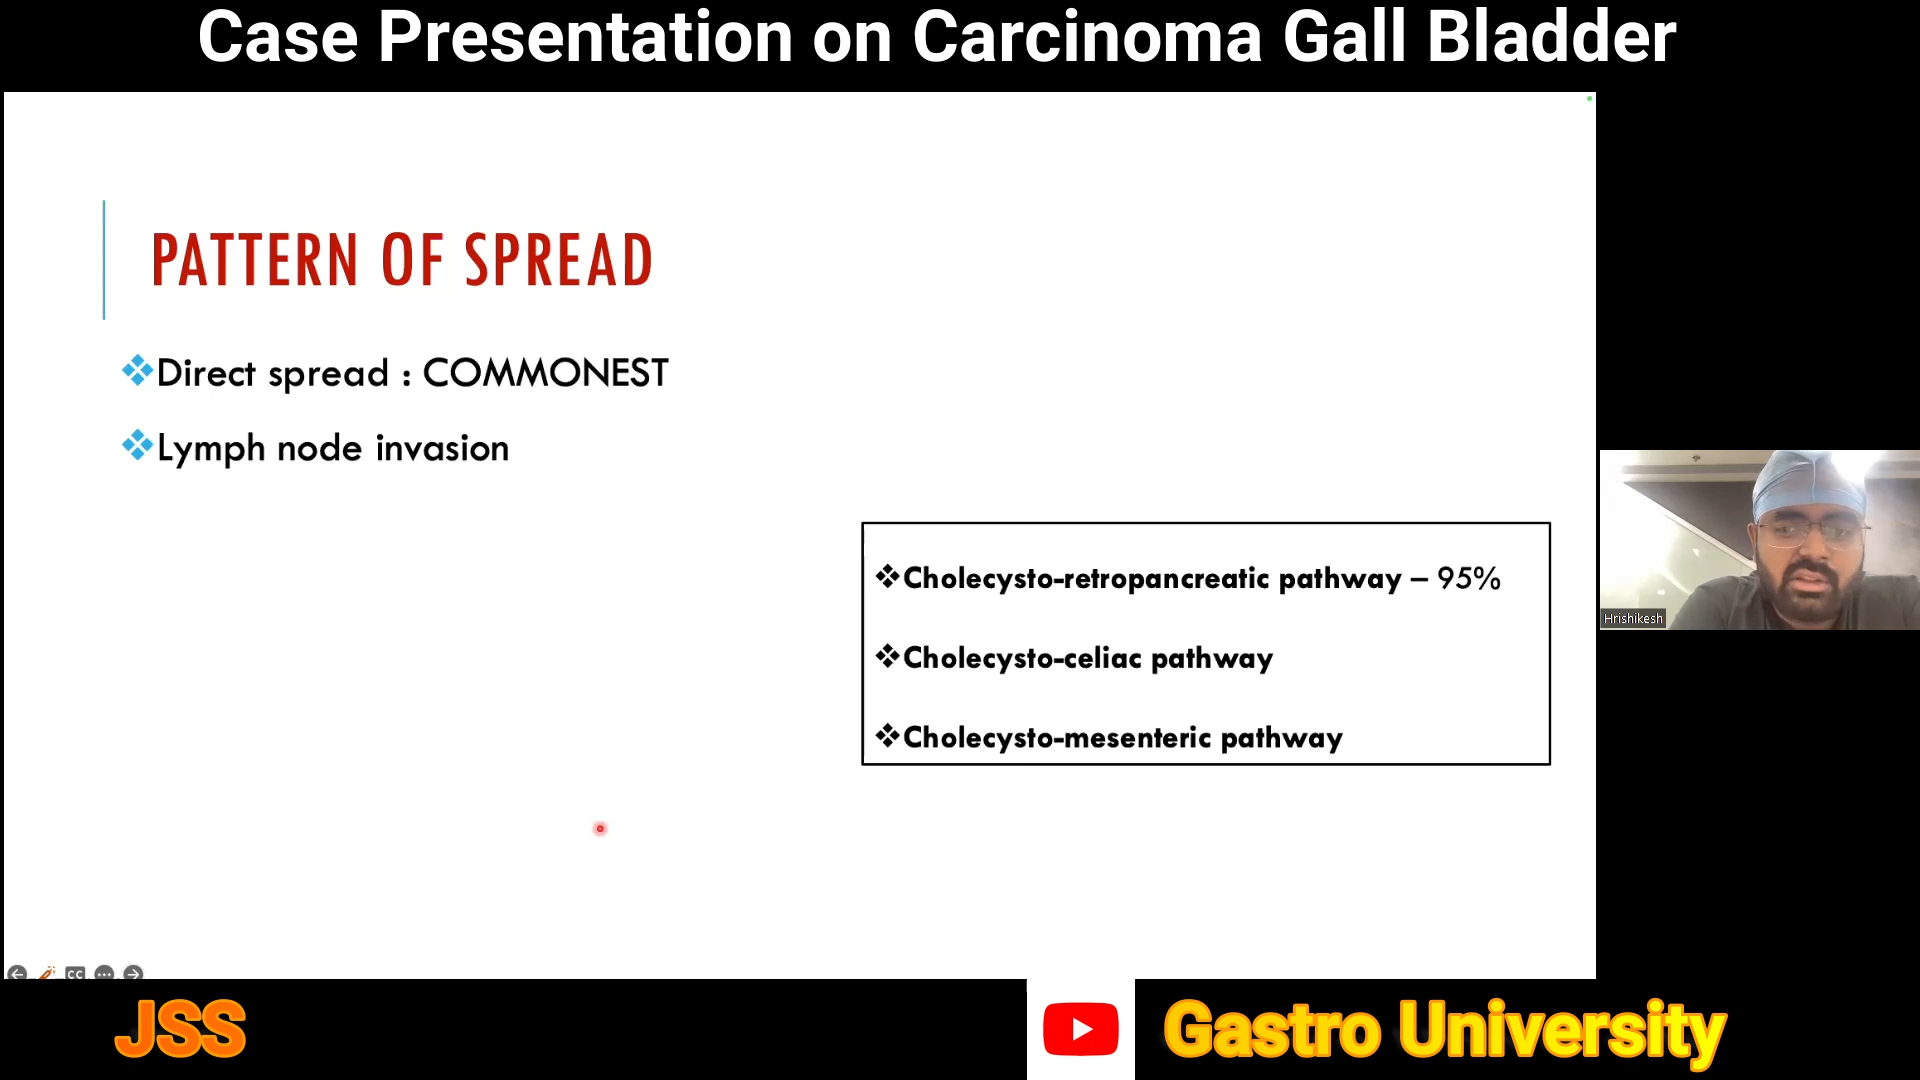 Case Presentation on Carcinoma Gall Bladder
PATTERN OF SPREAD
❖Direct spread : COMMONEST
❖Lymph node invasion
❖Cholecysto-retropancreatic pathway – 95%
❖Cholecysto-celiac pathway
❖Cholecysto-mesenteric pathway
Hrishikesh
CC
JSS
Gastro University